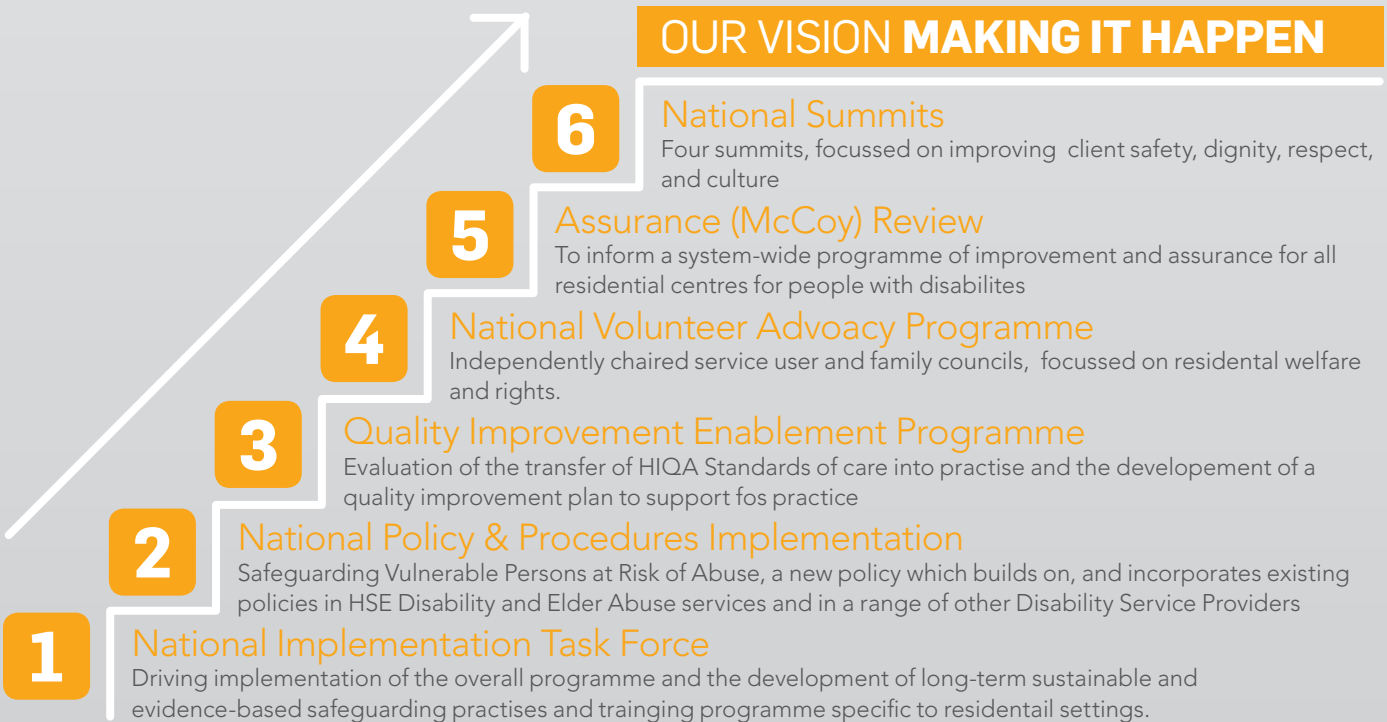 OUR VISION MAKING IT HAPPEN
6
National Summits
Four summits, focussed on improving client safety, dignity, respect,
and culture
5
Assurance (McCoy) Review
To inform a system-wide programme of improvement and assurance for all
residential centres for people with disabilites
4
National Volunteer Advoacy Programme
Independently chaired service user and family councils, focussed on residental welfare
and rights.
3
Quality Improvement Enablement Programme
Evaluation of the transfer of HIQA Standards of care into practise and the developement of a
quality improvement plan to support fos practice
2
National Policy & Procedures Implementation
Safeguarding Vulnerable Persons at Risk of Abuse, a new policy which builds on, and incorporates existing
policies in HSE Disability and Elder Abuse services and in a range of other Disability Service Providers
1
National Implementation Task Force
Driving implementation of the overall programme and the development of long-term sustainable and
evidence-based safeguarding practises and trainging programme specific to residentail settings.